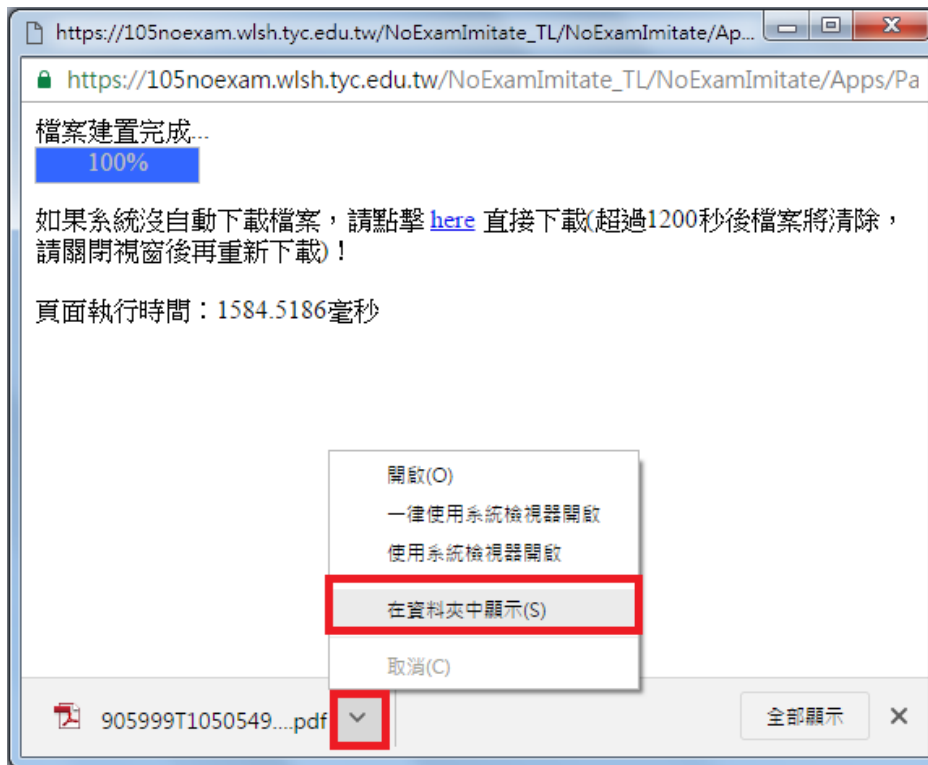 https://105noexam.wlsh.tyc.edu.tw/NoExamImitate_TL/NoExamImitate/Ap...
https://105noexam.wlsh.tyc.edu.tw/NoExamImitate_TL/NoExamImitate/Apps/Pa
檔案建置完成...
100%
如果系統沒自動下載檔案，請點擊 here 直接下載(超過1200秒後檔案將清除，
請關閉視窗後再重新下載)！
頁面執行時間：1584.5186毫秒
開啟(O)
一律使用系統檢視器開啟
使用系統檢視器開啟
在資料夾中顯示(S)
取消(C)
905999T1050549....pdf
全部顯示